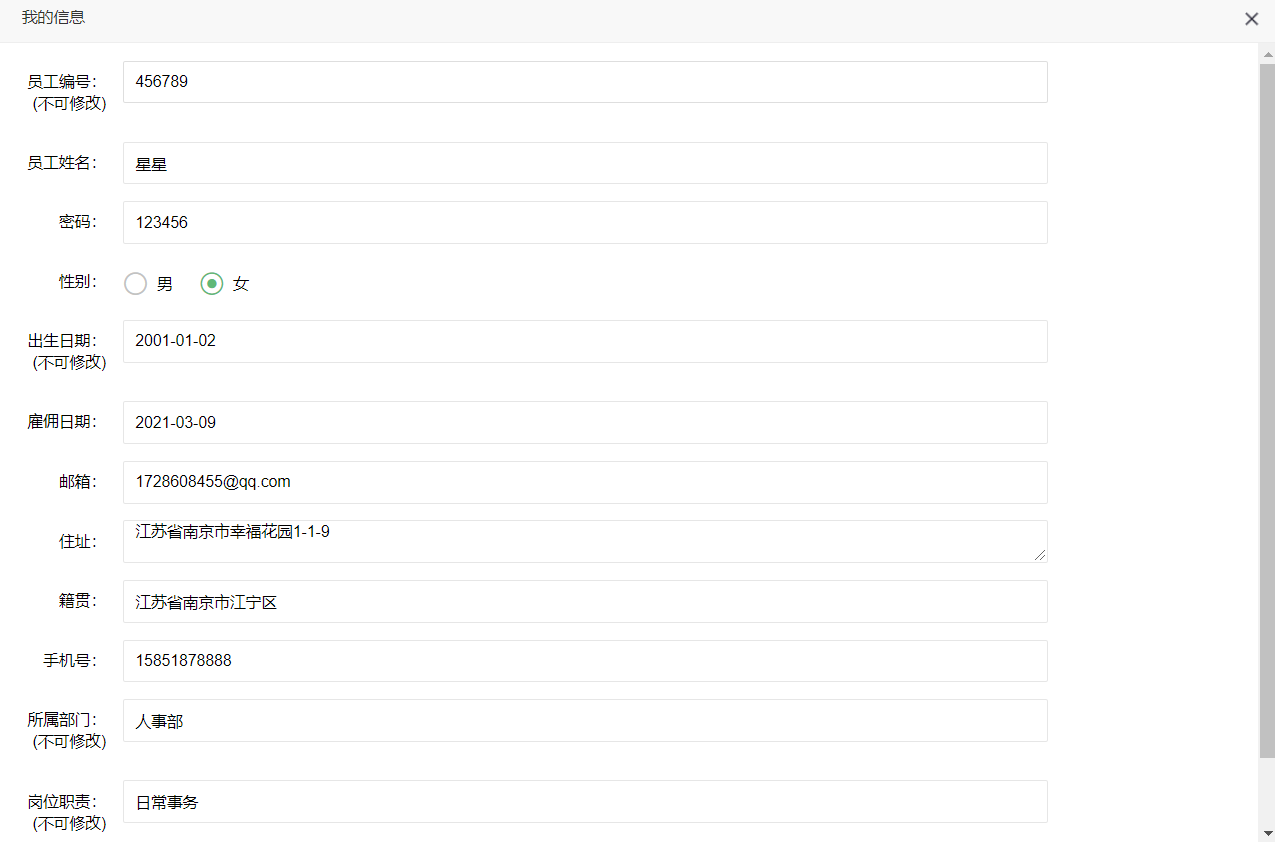 我的信息
员工编号：
456789
(不可修改)
员工姓名：
星星
密码：
123456
性别：
男
女
出生日期：
2001-01-02
(不可修改)
雇佣日期：
2021-03-09
邮箱：
1728608455@qq.com
住址：
江苏省南京市幸福花园1-1-9
籍贯：
江苏省南京市江宁区
手机号：
15851878888
所属部门：
人事部
(不可修改)
岗位职责：
日常事务
(不可修改)